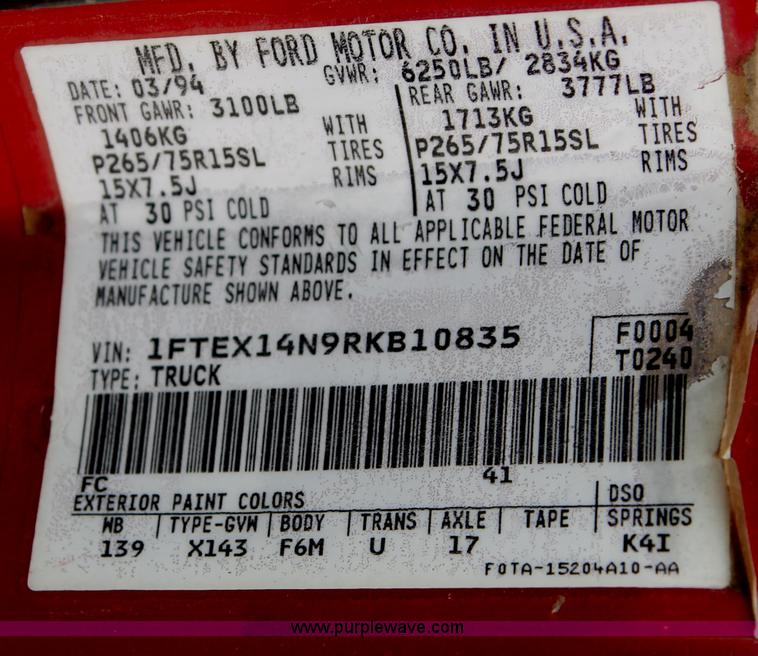 MFD. BY FORD MOTOR CO. IN U.S.A.
DATE: 03/94 GVWR: 6250LB/ 2834KG
FRONT GAWR: 3100LB REAR GAWR: 3777LB
1406KG WITH 1713KG WITH
P265/75R15SL TIRES P265/75R15SL TIRES
15X7.5J RIMS 15X7.5J RIMS
AT 30 PSI COLD AT 30 PSI COLD
THIS VEHICLE CONFORMS TO ALL APPLICABLE FEDERAL MOTOR
VEHICLE SAFETY STANDARDS IN EFFECT ON THE DATE OF
MANUFACTURE SHOWN ABOVE.
VIN: 1FTEX14N9RKB10835 F0004
TYPE: TRUCK T0240
FC 41
EXTERIOR PAINT COLORS DSO
WB TYPE-GVW BODY TRANS AXLE TAPE SPRINGS
139 X143 F6M U 17 K4I
F0TA-15204A10-AA
www.purplewave.com